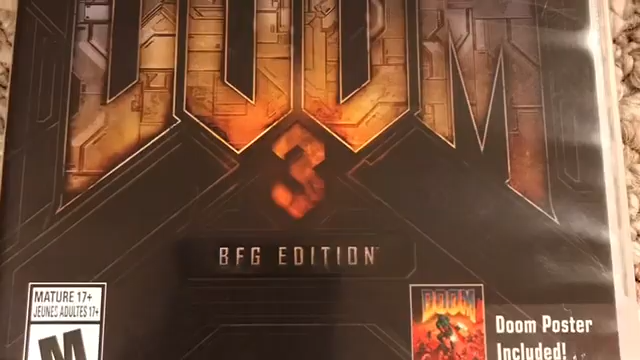 DOOM
3
BFG EDITION
MATURE 17+
JEUNES ADULTES 17+
M
DOOM
Doom Poster
Included!